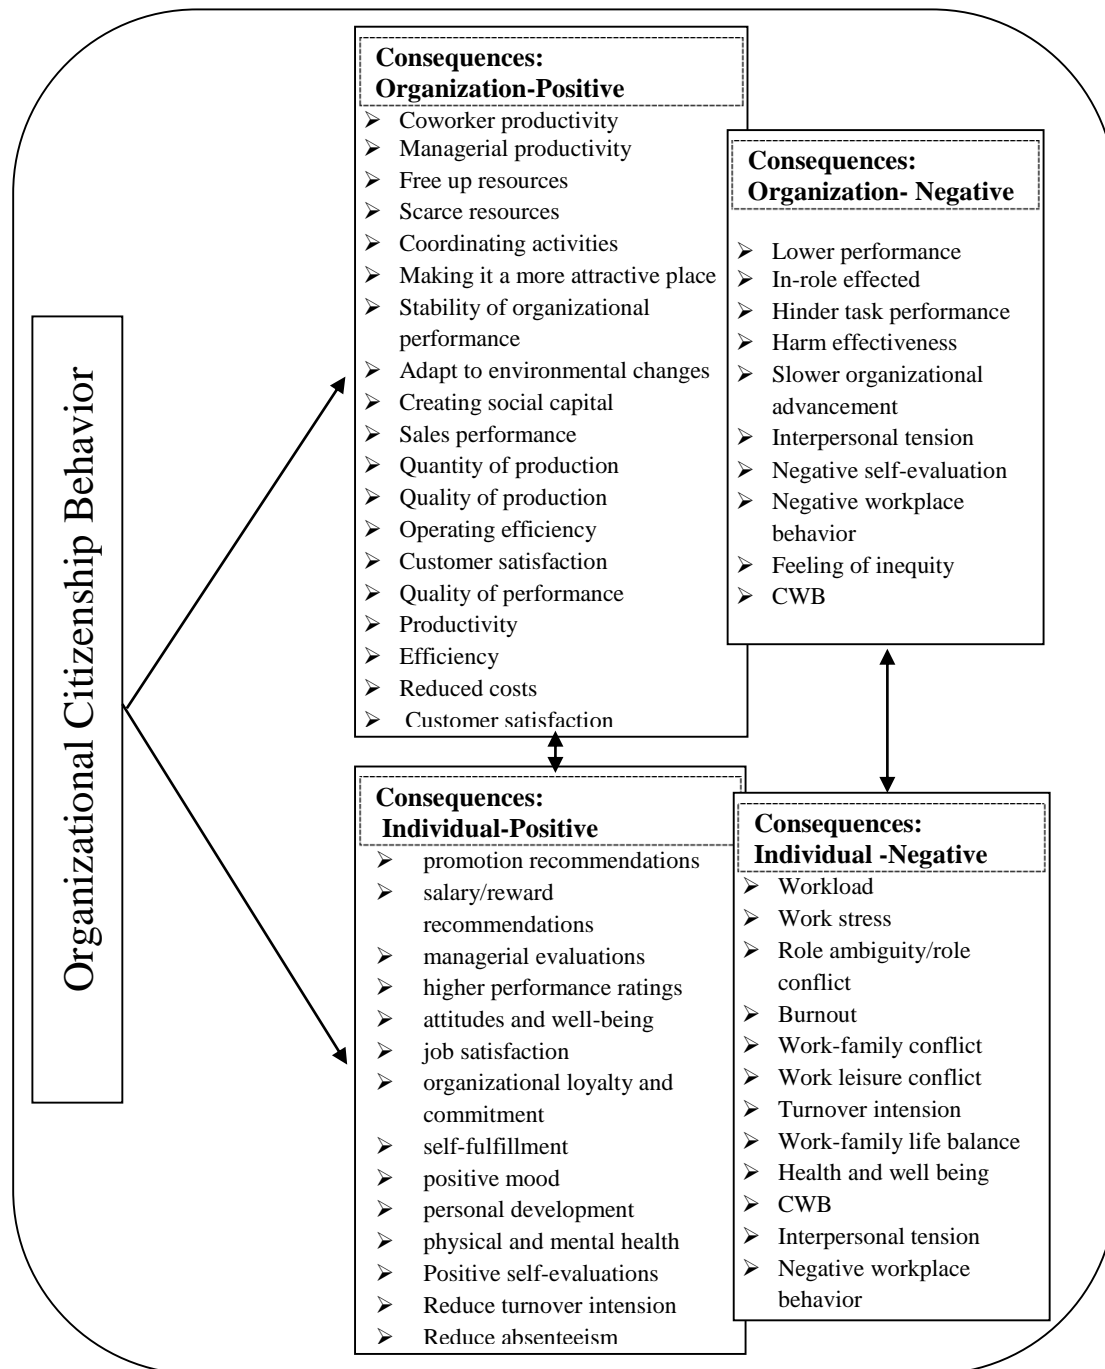 Organizational Citizenship Behavior
Consequences:
Organization-Positive
Coworker productivity
Managerial productivity
Free up resources
Scarce resources
Coordinating activities
Making it a more attractive place
Stability of organizational
performance
Adapt to environmental changes
Creating social capital
Sales performance
Quantity of production
Quality of production
Operating efficiency
Customer satisfaction
Quality of performance
Productivity
Efficiency
Reduced costs
Customer satisfaction
Consequences:
Organization- Negative
Lower performance
In-role effected
Hinder task performance
Harm effectiveness
Slower organizational
advancement
Interpersonal tension
Negative self-evaluation
Negative workplace
behavior
Feeling of inequity
CWB
Consequences:
Individual-Positive
promotion recommendations
salary/reward
recommendations
managerial evaluations
higher performance ratings
attitudes and well-being
job satisfaction
organizational loyalty and
commitment
self-fulfillment
positive mood
personal development
physical and mental health
Positive self-evaluations
Reduce turnover intension
Reduce absenteeism
Consequences:
Individual -Negative
Workload
Work stress
Role ambiguity/role
conflict
Burnout
Work-family conflict
Work leisure conflict
Turnover intension
Work-family life balance
Health and well being
CWB
Interpersonal tension
Negative workplace
behavior